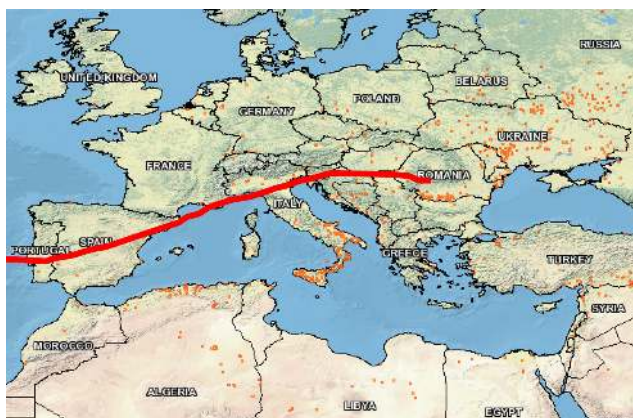 RUSSIA
UNITED KINGDOM
BELARUS
POLAND
GERMANY
UKRAINE
FRANCE
ROMANIA
ITALY
SPAIN
PORTUGAL
GREECE
TURKEY
SYRIA
MOROCCO
ALGERIA
LIBYA
EGYPT